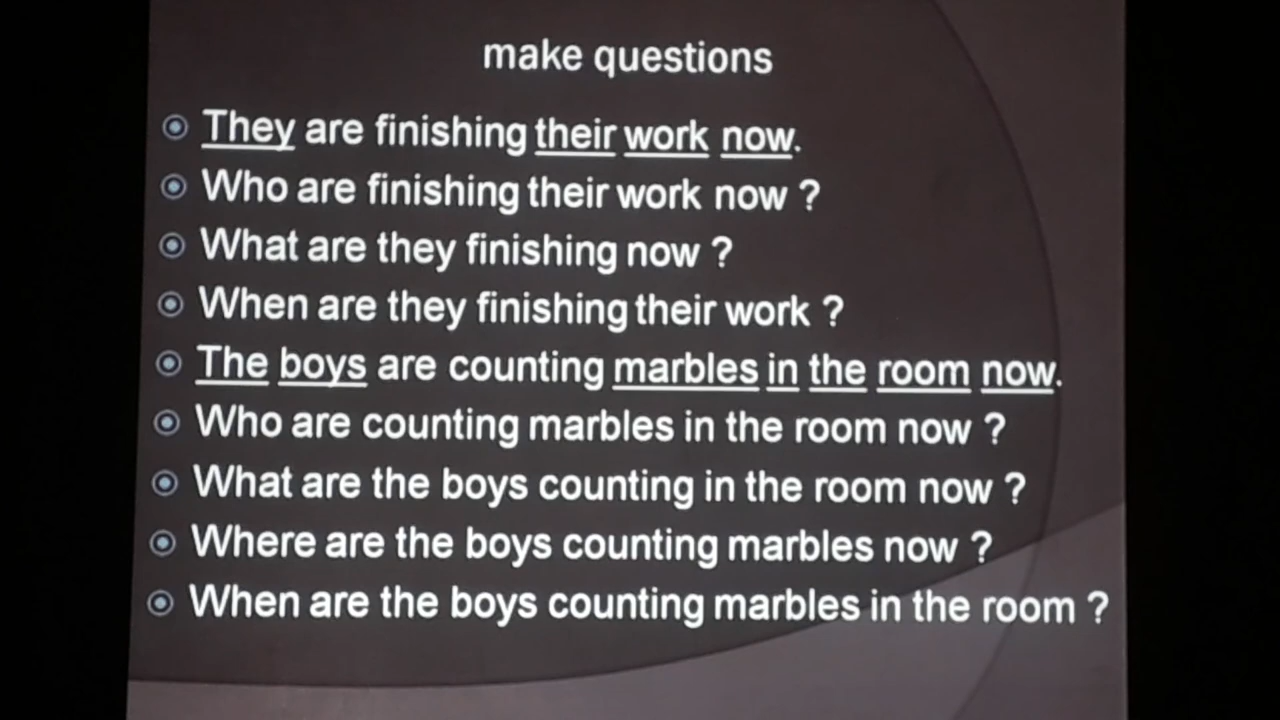 make questions
They are finishing their work now.
Who are finishing their work now ?
What are they finishing now ?
When are they finishing their work ?
The boys are counting marbles in the room now.
Who are counting marbles in the room now ?
What are the boys counting in the room now ?
Where are the boys counting marbles now ?
When are the boys counting marbles in the room ?